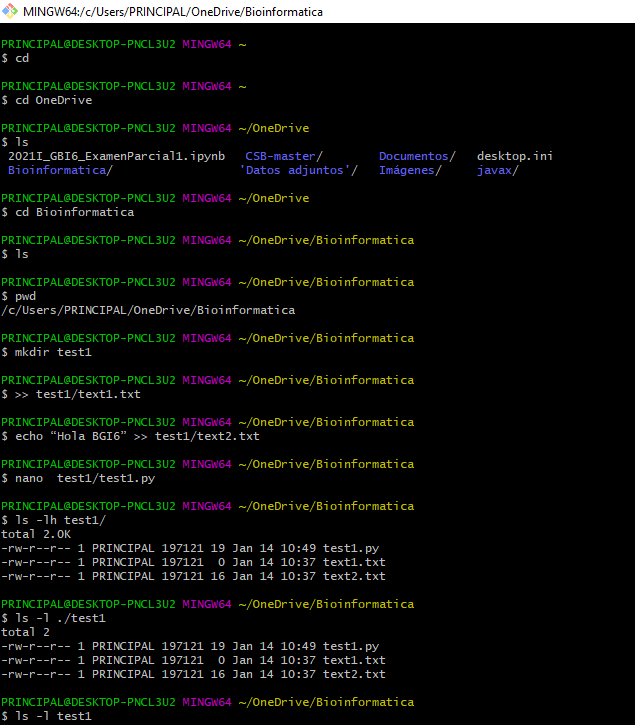 MINGW64:/c/Users/PRINCIPAL/OneDrive/Bioinformatica
PRINCIPAL@DESKTOP-PNCL3U2 MINGW64 ~
$ cd
PRINCIPAL@DESKTOP-PNCL3U2 MINGW64 ~
$ cd OneDrive
PRINCIPAL@DESKTOP-PNCL3U2 MINGW64 ~/OneDrive
$ ls
2021I_GBI6_ExamenParcial1.ipynb CSB-master/ Documentos/ desktop.ini
Bioinformatica/ 'Datos adjuntos'/ Imágenes/ javax/
PRINCIPAL@DESKTOP-PNCL3U2 MINGW64 ~/OneDrive
$ cd Bioinformatica
PRINCIPAL@DESKTOP-PNCL3U2 MINGW64 ~/OneDrive/Bioinformatica
$ ls
PRINCIPAL@DESKTOP-PNCL3U2 MINGW64 ~/OneDrive/Bioinformatica
$ pwd
/c/Users/PRINCIPAL/OneDrive/Bioinformatica
PRINCIPAL@DESKTOP-PNCL3U2 MINGW64 ~/OneDrive/Bioinformatica
$ mkdir test1
PRINCIPAL@DESKTOP-PNCL3U2 MINGW64 ~/OneDrive/Bioinformatica
$ >> test1/text1.txt
PRINCIPAL@DESKTOP-PNCL3U2 MINGW64 ~/OneDrive/Bioinformatica
$ echo “Hola BGI6” >> test1/text2.txt
PRINCIPAL@DESKTOP-PNCL3U2 MINGW64 ~/OneDrive/Bioinformatica
$ nano  test1/test1.py
PRINCIPAL@DESKTOP-PNCL3U2 MINGW64 ~/OneDrive/Bioinformatica
$ ls -lh test1/
total 2.0K
-rw-r--r-- 1 PRINCIPAL 197121 19 Jan 14 10:49 test1.py
-rw-r--r-- 1 PRINCIPAL 197121  0 Jan 14 10:37 text1.txt
-rw-r--r-- 1 PRINCIPAL 197121 16 Jan 14 10:37 text2.txt
PRINCIPAL@DESKTOP-PNCL3U2 MINGW64 ~/OneDrive/Bioinformatica
$ ls -l ./test1
total 2
-rw-r--r-- 1 PRINCIPAL 197121 19 Jan 14 10:49 test1.py
-rw-r--r-- 1 PRINCIPAL 197121  0 Jan 14 10:37 text1.txt
-rw-r--r-- 1 PRINCIPAL 197121 16 Jan 14 10:37 text2.txt
PRINCIPAL@DESKTOP-PNCL3U2 MINGW64 ~/OneDrive/Bioinformatica
$ ls -l test1